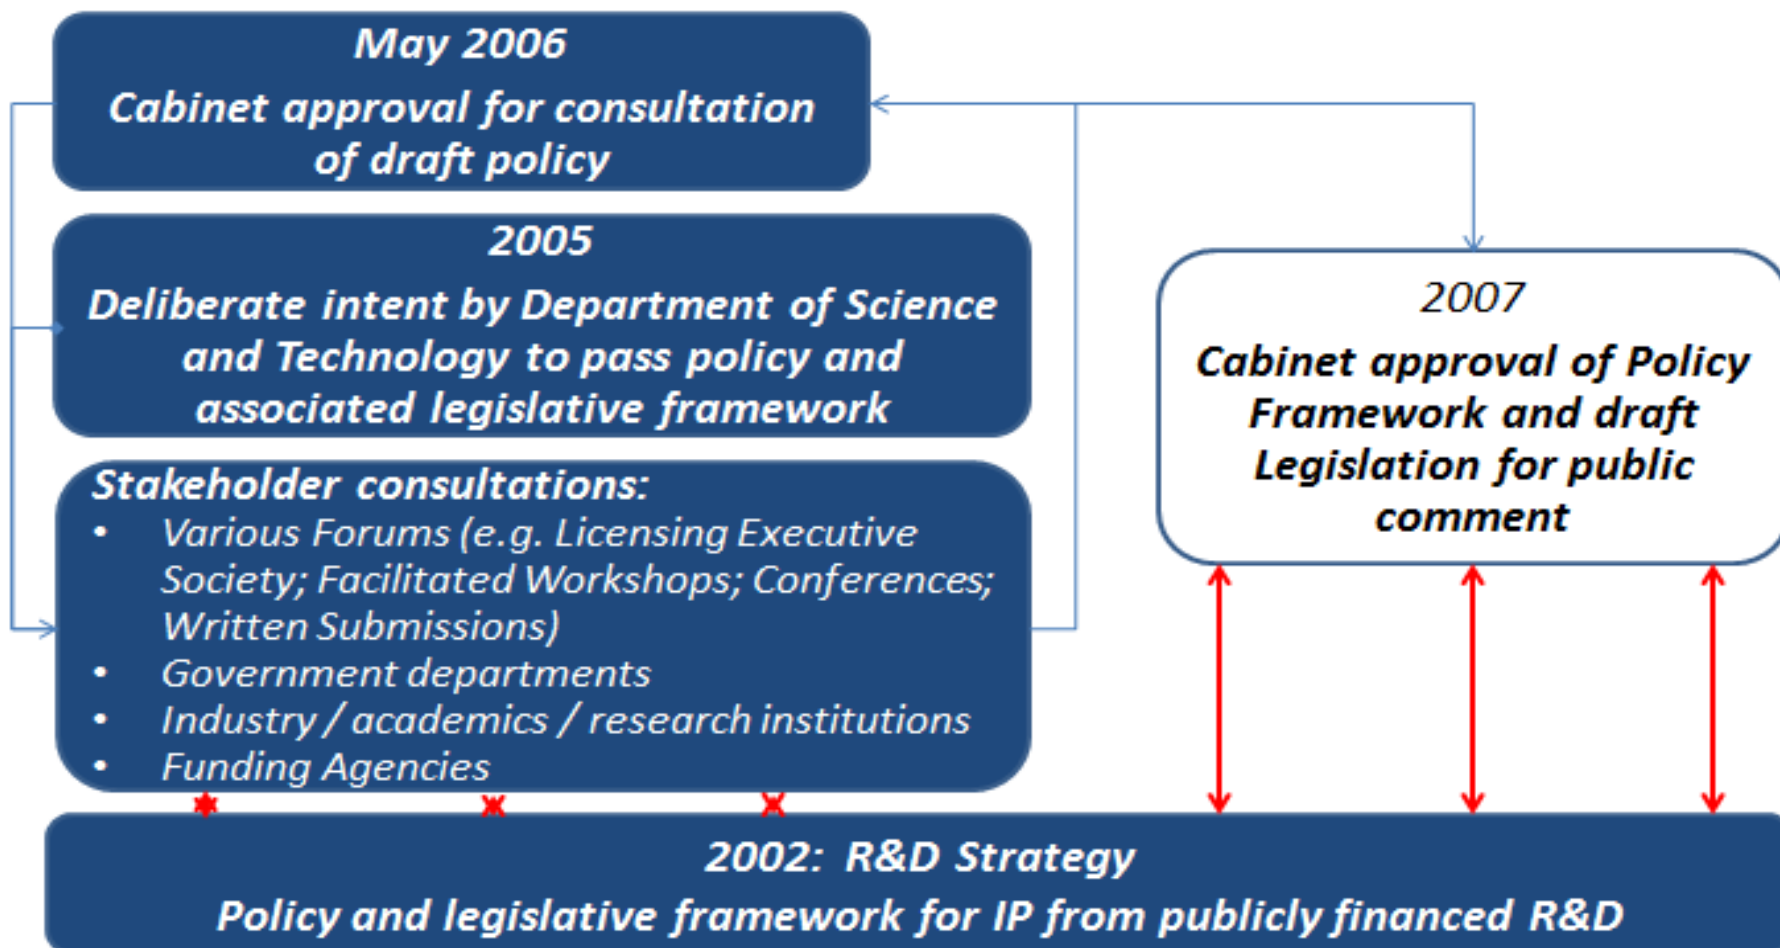 May 2006
Cabinet approval for consultation
of draft policy
2005
Deliberate intent by Department of Science
and Technology to pass policy and
associated legislative framework
Stakeholder consultations:
• Various Forums (e.g. Licensing Executive
Society; Facilitated Workshops; Conferences;
Written Submissions)
• Government departments
• Industry / academics / research institutions
• Funding Agencies
2007
Cabinet approval of Policy
Framework and draft
Legislation for public
comment
2002: R&D Strategy
Policy and legislative framework for IP from publicly financed R&D